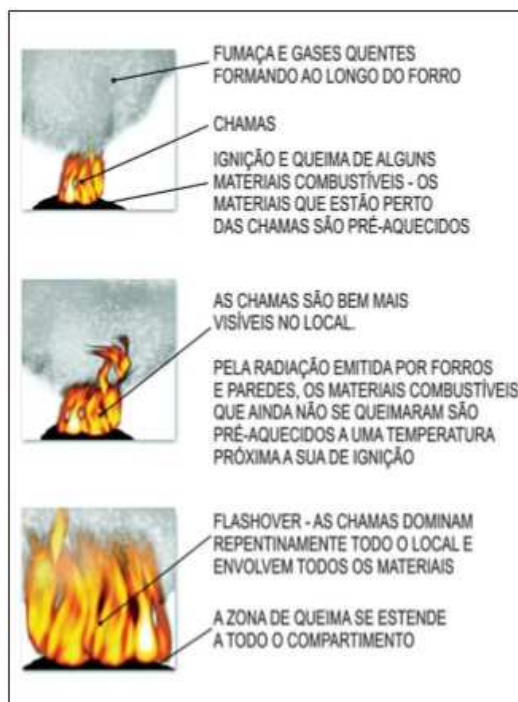 FUMAÇA E GASES QUENTES
FORMANDO AO LONGO DO FORRO
CHAMAS
IGNIÇÃO E QUEIMA DE ALGUNS
MATERIAIS COMBUSTÍVEIS - OS
MATERIAIS QUE ESTÃO PERTO
DAS CHAMAS SÃO PRÉ-AQUECIDOS
AS CHAMAS SÃO BEM MAIS
VISÍVEIS NO LOCAL.
PELA RADIAÇÃO EMITIDA POR FORROS
E PAREDES, OS MATERIAIS COMBUSTÍVEIS
QUE AINDA NÃO SE QUEIMARAM SÃO
PRÉ-AQUECIDOS A UMA TEMPERATURA
PRÓXIMA A SUA DE IGNIÇÃO
FLASHOVER - AS CHAMAS DOMINAM
REPENTINAMENTE TODO O LOCAL E
ENVOLVEM TODOS OS MATERIAIS
A ZONA DE QUEIMA SE ESTENDE
A TODO O COMPARTIMENTO